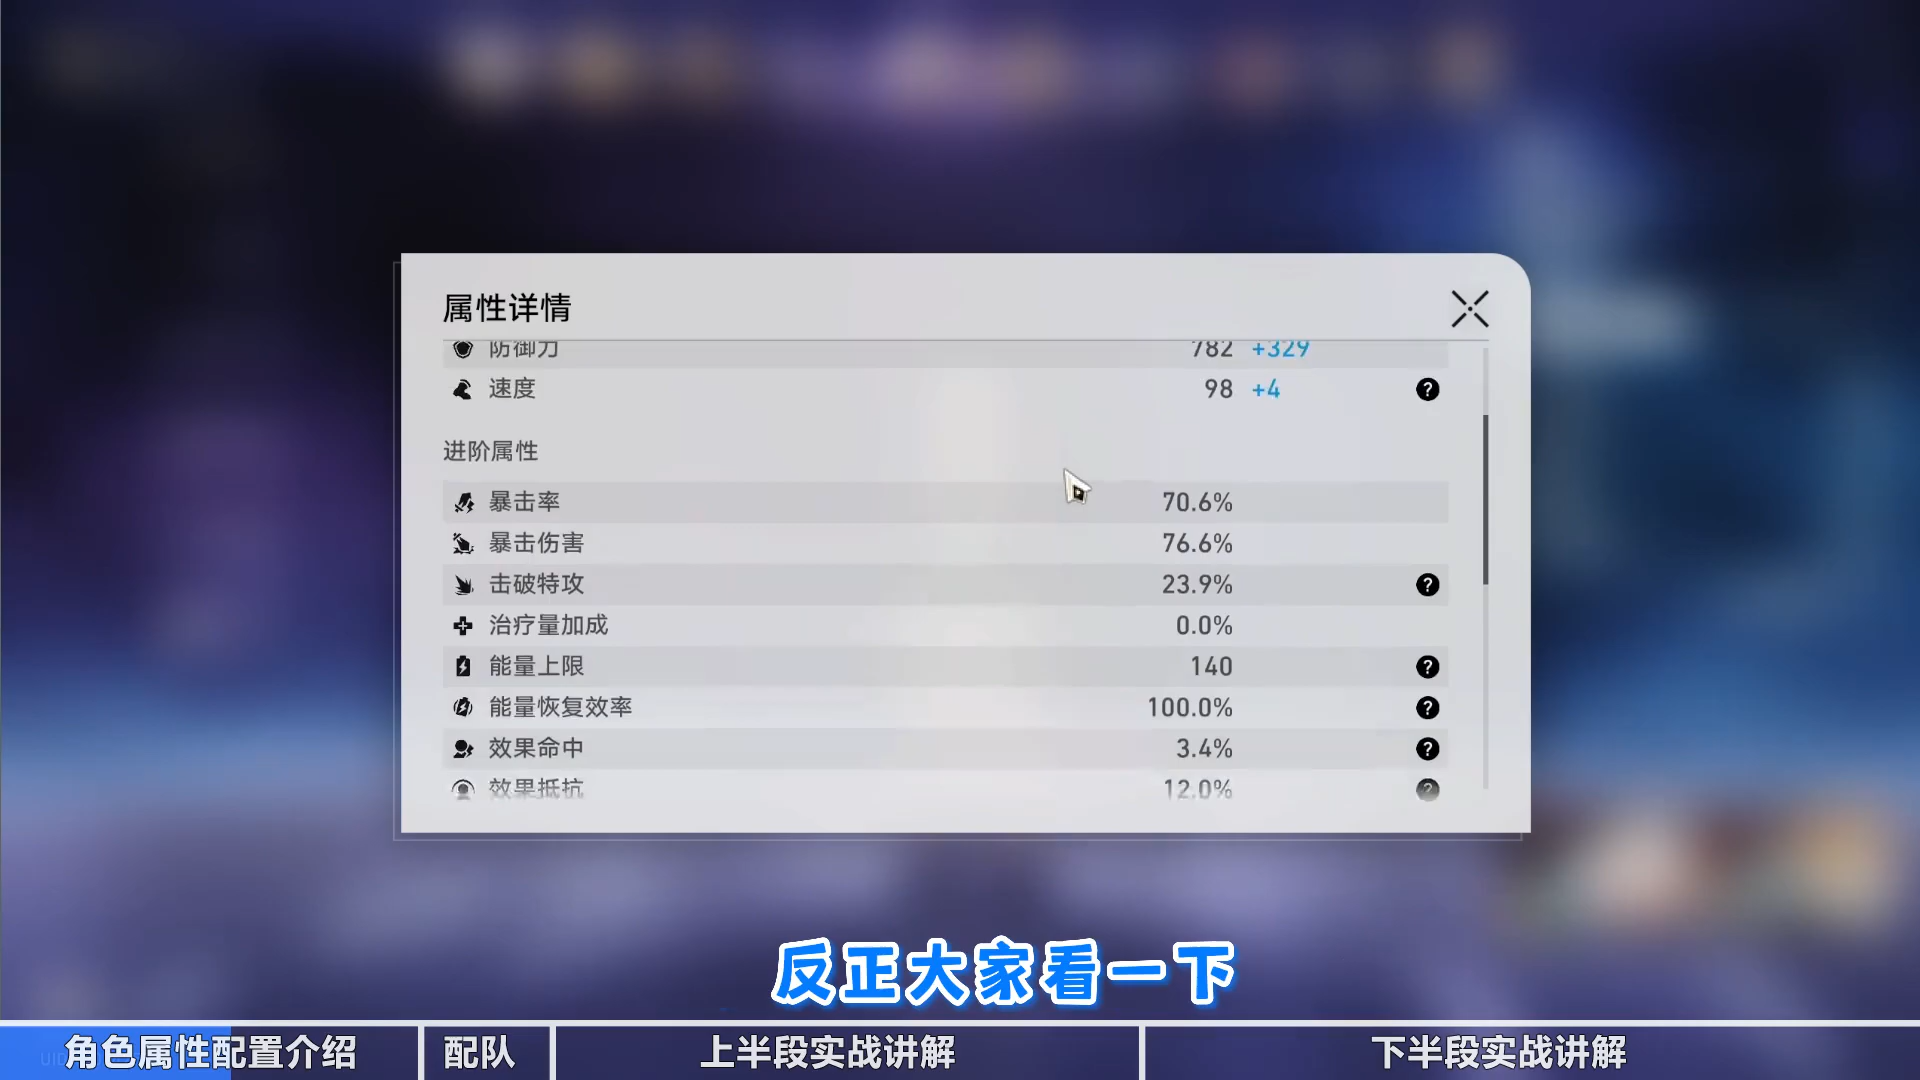 属性详情
防御力 782 +329
速度 98 +4 ?
进阶属性
暴击率 70.6%
暴击伤害 76.6%
击破特攻 23.9% ?
治疗量加成 0.0%
能量上限 140 ?
能量恢复效率 100.0% ?
效果命中 3.4% ?
效果抵抗 12.0% ?
反正大家看一下
角色属性配置介绍 配队 上半段实战讲解 下半段实战讲解